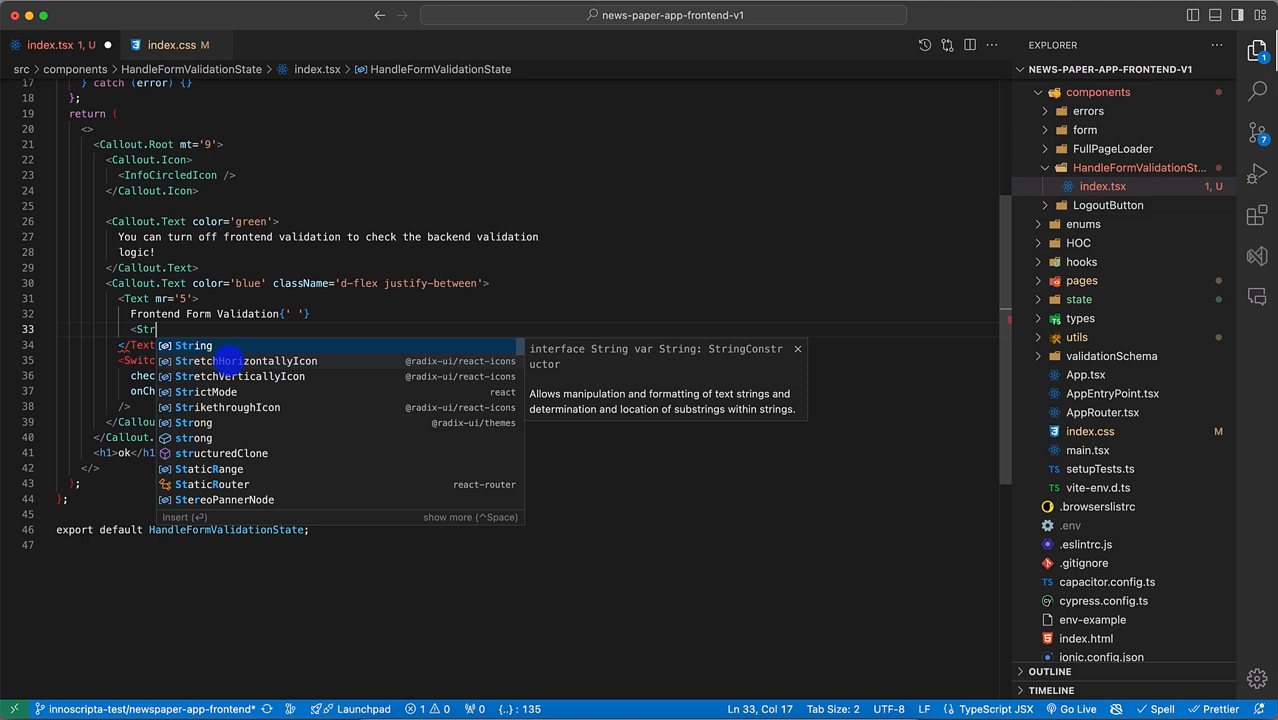 news-paper-app-frontend-v1
index.tsx 1, U
index.css M
EXPLORER
src > components > HandleFormValidationState > index.tsx > HandleFormValidationState
NEWS-PAPER-APP-FRONTEND-V1
17 } catch (error) {}
18 };
19 return (
20 <>
21 <Callout.Root mt='9'>
22 <Callout.Icon>
23 <InfoCircledIcon />
24 </Callout.Icon>
25
26 <Callout.Text color='green'>
27 You can turn off frontend validation to check the backend validation
28 logic!
29 </Callout.Text>
30 <Callout.Text color='blue' className='d-flex justify-between'>
31 <Text mr='5'>
32 Frontend Form Validation{' '}
33 <Str
34 </Text
35 <Switc
36 chec
37 onCh
38 />
39 </Callou
40 </Callout.
41 <h1>ok</h1
42 </>
43 );
44 };
45
46 export default HandleFormValidationState;
47
String
StretchHorizontallyIcon @radix-ui/react-icons
StretchVerticallyIcon @radix-ui/react-icons
StrictMode react
StrikethroughIcon @radix-ui/react-icons
Strong @radix-ui/themes
strong
structuredClone
StaticRange
StaticRouter react-router
StereoPannerNode
Insert (⏎) show more (^Space)
interface String var String: StringConstr
uctor
Allows manipulation and formatting of text strings and
determination and location of substrings within strings.
components
errors
form
FullPageLoader
HandleFormValidationSt...
index.tsx 1, U
LogoutButton
enums
HOC
hooks
pages
state
types
utils
validationSchema
App.tsx
AppEntryPoint.tsx
AppRouter.tsx
index.css M
main.tsx
TS setupTests.ts
TS vite-env.d.ts
.browserslistrc
.env
.eslintrc.js
.gitignore
TS capacitor.config.ts
cypress.config.ts
env-example
index.html
ionic.config.json
OUTLINE
TIMELINE
1
7
innoscripta-test/newspaper-app-frontend* Launchpad 1 0 0 {..} : 135 Ln 33, Col 17 Tab Size: 2 UTF-8 LF {} TypeScript JSX Go Live Spell Prettier